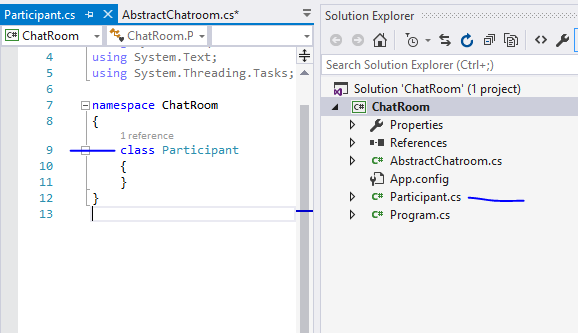 Participant.cs
AbstractChatroom.cs*
ChatRoom
ChatRoom.P
4
using System.Text;
5
using System.Threading.Tasks;
6
7
namespace ChatRoom
8
{
1 reference
9
class Participant
10
{
11
}
12
}
13
Solution Explorer
Search Solution Explorer (Ctrl+;)
Solution 'ChatRoom' (1 project)
C# ChatRoom
Properties
References
C# AbstractChatroom.cs
App.config
C# Participant.cs
C# Program.cs